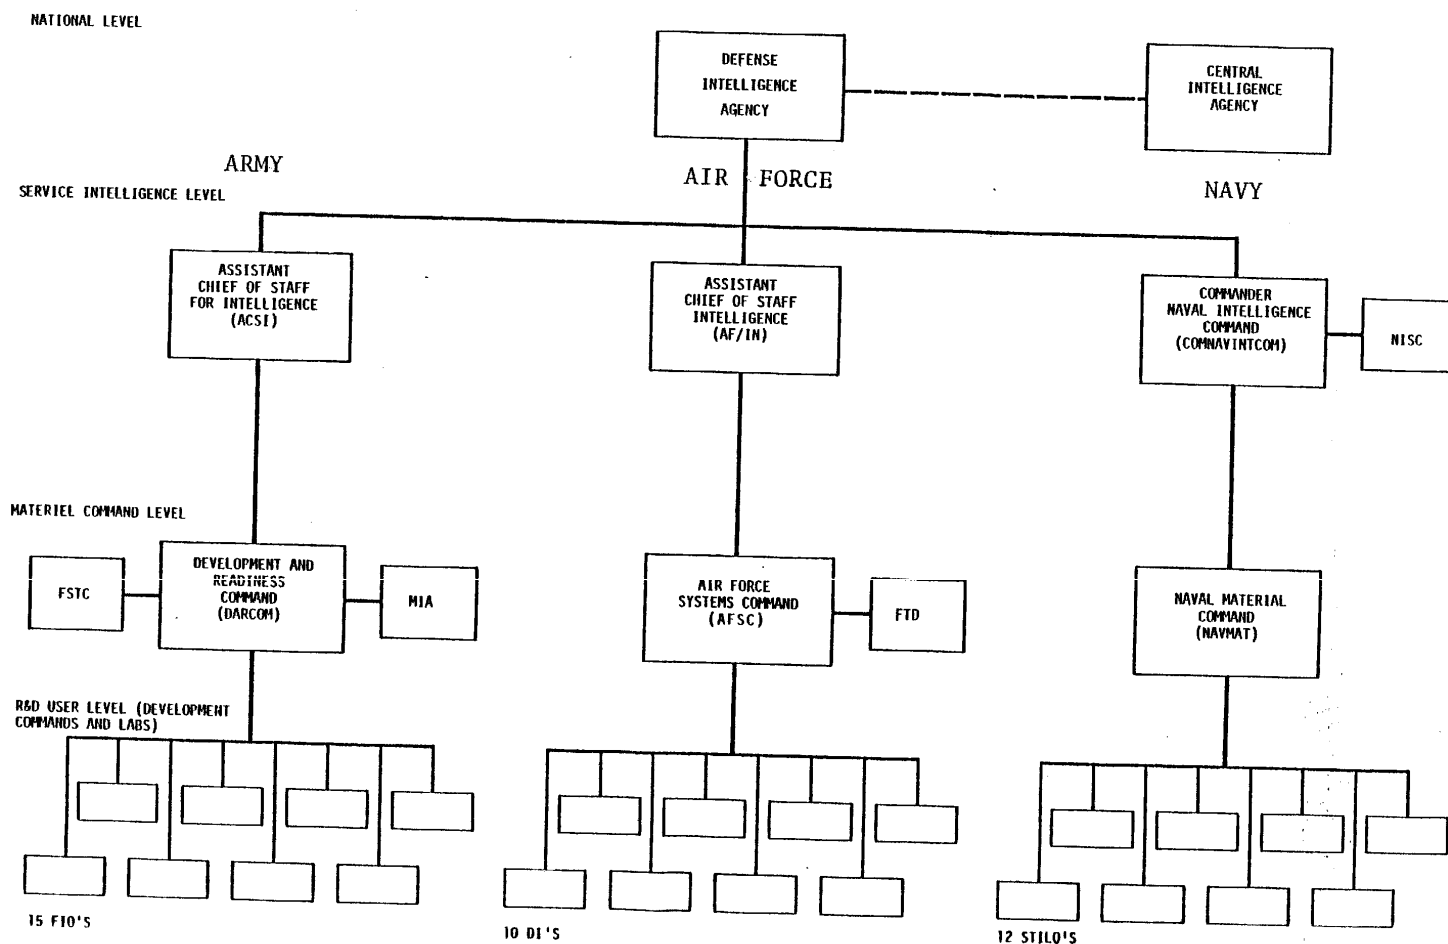 NATIONAL LEVEL
DEFENSE
INTELLIGENCE
AGENCY
CENTRAL
INTELLIGENCE
AGENCY
ARMY
AIR FORCE
NAVY
SERVICE INTELLIGENCE LEVEL
ASSISTANT
CHIEF OF STAFF
FOR INTELLIGENCE
(ACSI)
ASSISTANT
CHIEF OF STAFF
INTELLIGENCE
(AF/IN)
COMMANDER
NAVAL INTELLIGENCE
COMMAND
(COMNAVINTCOM)
NISC
MATERIEL COMMAND LEVEL
FSTC
DEVELOPMENT AND
READINESS
COMMAND
(DARCOM)
MIA
AIR FORCE
SYSTEMS COMMAND
(AFSC)
FTD
NAVAL MATERIAL
COMMAND
(NAVMAT)
R&D USER LEVEL (DEVELOPMENT
COMMANDS AND LABS)
15 FIO'S
10 DI'S
12 STILO'S